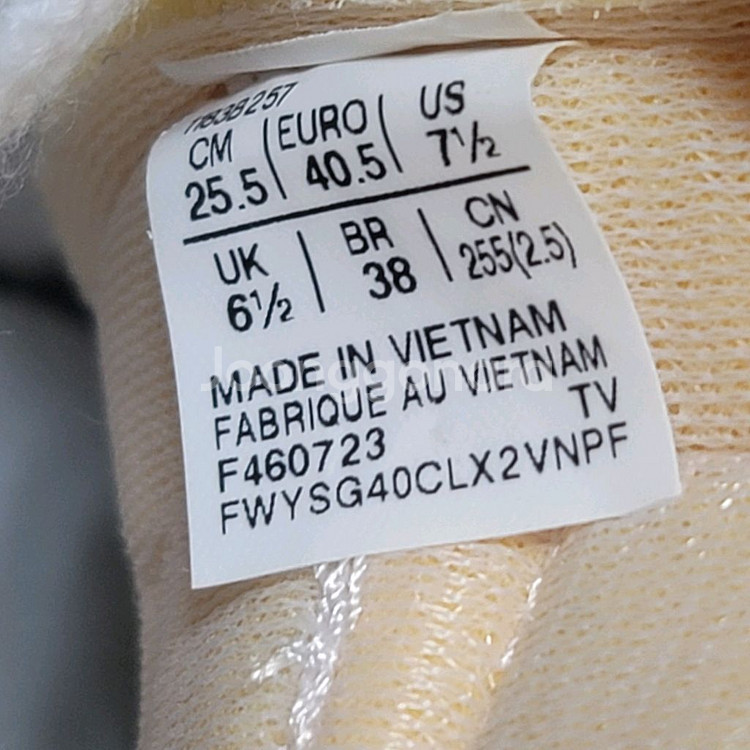 CM EURO US
25.5 40.5 7½
UK BR CN
6½ 38 255(2.5)
MADE IN VIETNAM
FABRIQUE AU VIETNAM
F460723 TV
FWYSG40CLX2VNPF